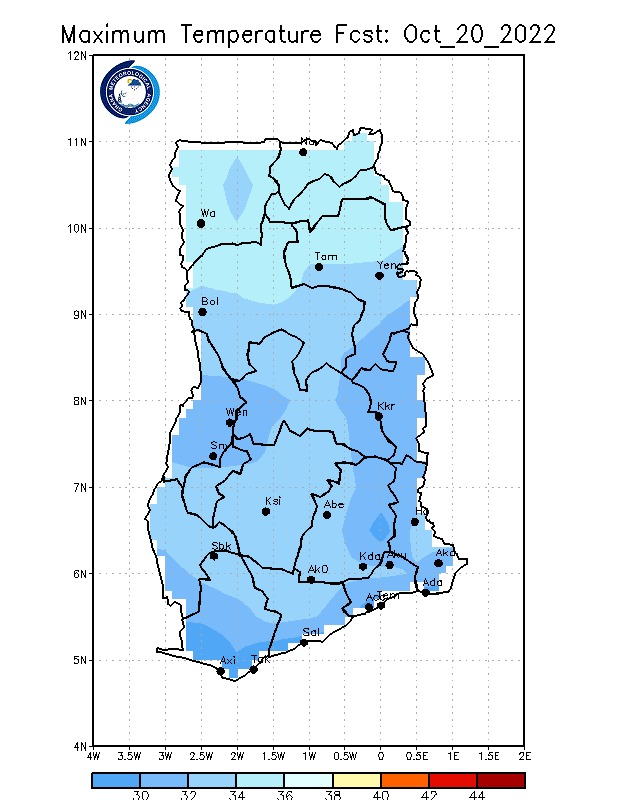 Maximum Temperature Fcst: Oct_20_2022
12N
11N
10N
9N
8N
7N
6N
5N
4N
GHANA METEOROLOGICAL AGENCY
Wa
Tam
Yen
Bol
Wen
Kkr
Sn
Ksi
Abe
Ho
Sbk
Kda
Aku
Aka
AkO
Ada
Acc
Tem
Sal
Axi
Tak
4W
3.5W
3W
2.5W
2W
1.5W
1W
0.5W
0
0.5E
1E
1.5E
2E
30
32
34
36
38
40
42
44